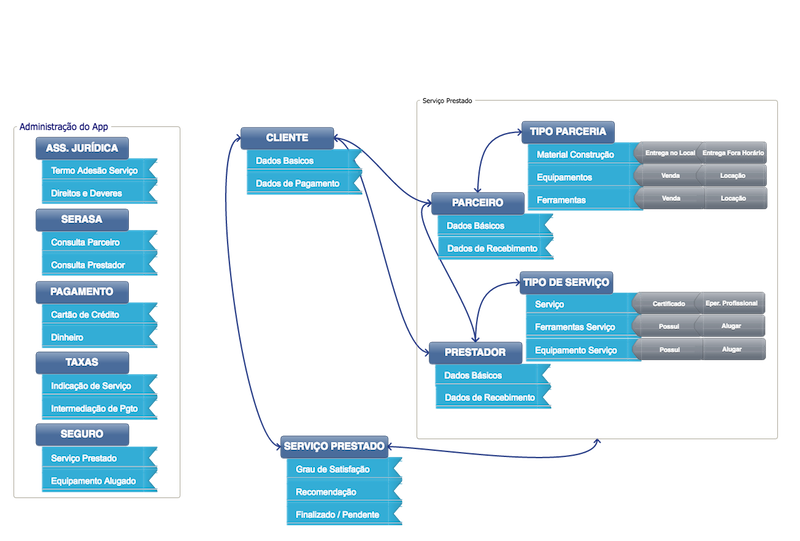 Administração do App
ASS. JURÍDICA
Termo Adesão Serviço
Direitos e Deveres
SERASA
Consulta Parceiro
Consulta Prestador
PAGAMENTO
Cartão de Crédito
Dinheiro
TAXAS
Indicação de Serviço
Intermediação de Pgto
SEGURO
Serviço Prestado
Equipamento Alugado
CLIENTE
Dados Basicos
Dados de Pagamento
SERVIÇO PRESTADO
Grau de Satisfação
Recomendação
Finalizado / Pendente
Serviço Prestado
TIPO PARCERIA
Material Construção Entrega no Local Entrega Fora Horário
Equipamentos Venda Locação
Ferramentas Venda Locação
PARCEIRO
Dados Básicos
Dados de Recebimento
TIPO DE SERVIÇO
Serviço Certificado Eper. Profissional
Ferramentas Serviço Possui Alugar
Equipamento Serviço Possui Alugar
PRESTADOR
Dados Básicos
Dados de Recebimento